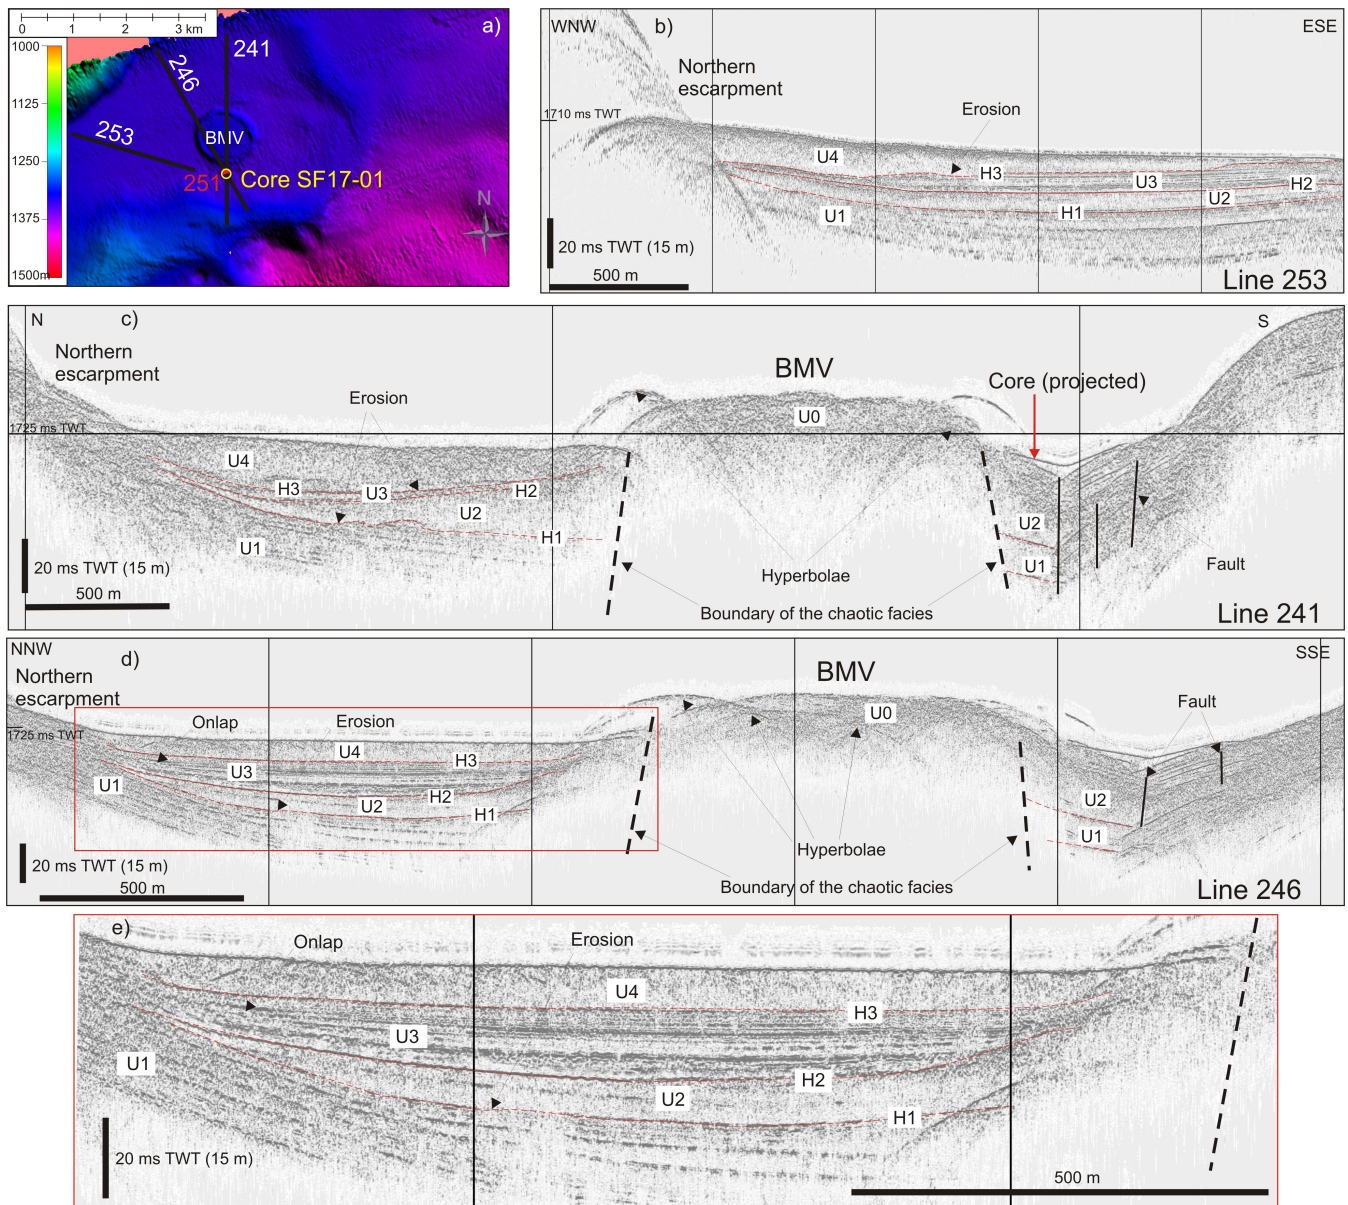 0 1 2 3 km
a)
1000
1125
1250
1375
1500m
241
246
253
BMV
251
Core SF17-01
N
WNW
b)
ESE
Northern
escarpment
1710 ms TWT
Erosion
U4
H3
U3
H2
U2
U1
H1
20 ms TWT (15 m)
500 m
Line 253
N
c)
S
Northern
escarpment
BMV
Core (projected)
Erosion
U0
1725 ms TWT
U4
H3
U3
H2
U2
U2
H1
U1
U1
Fault
20 ms TWT (15 m)
Hyperbolae
500 m
Boundary of the chaotic facies
Line 241
NNW
d)
SSE
Northern
escarpment
BMV
Fault
Onlap
Erosion
U0
1725 ms TWT
U4
H3
U3
U1
H2
U2
U2
H1
U1
Hyperbolae
20 ms TWT (15 m)
500 m
Boundary of the chaotic facies
Line 246
e)
Onlap
Erosion
U4
H3
U3
U1
H2
U2
H1
20 ms TWT (15 m)
500 m